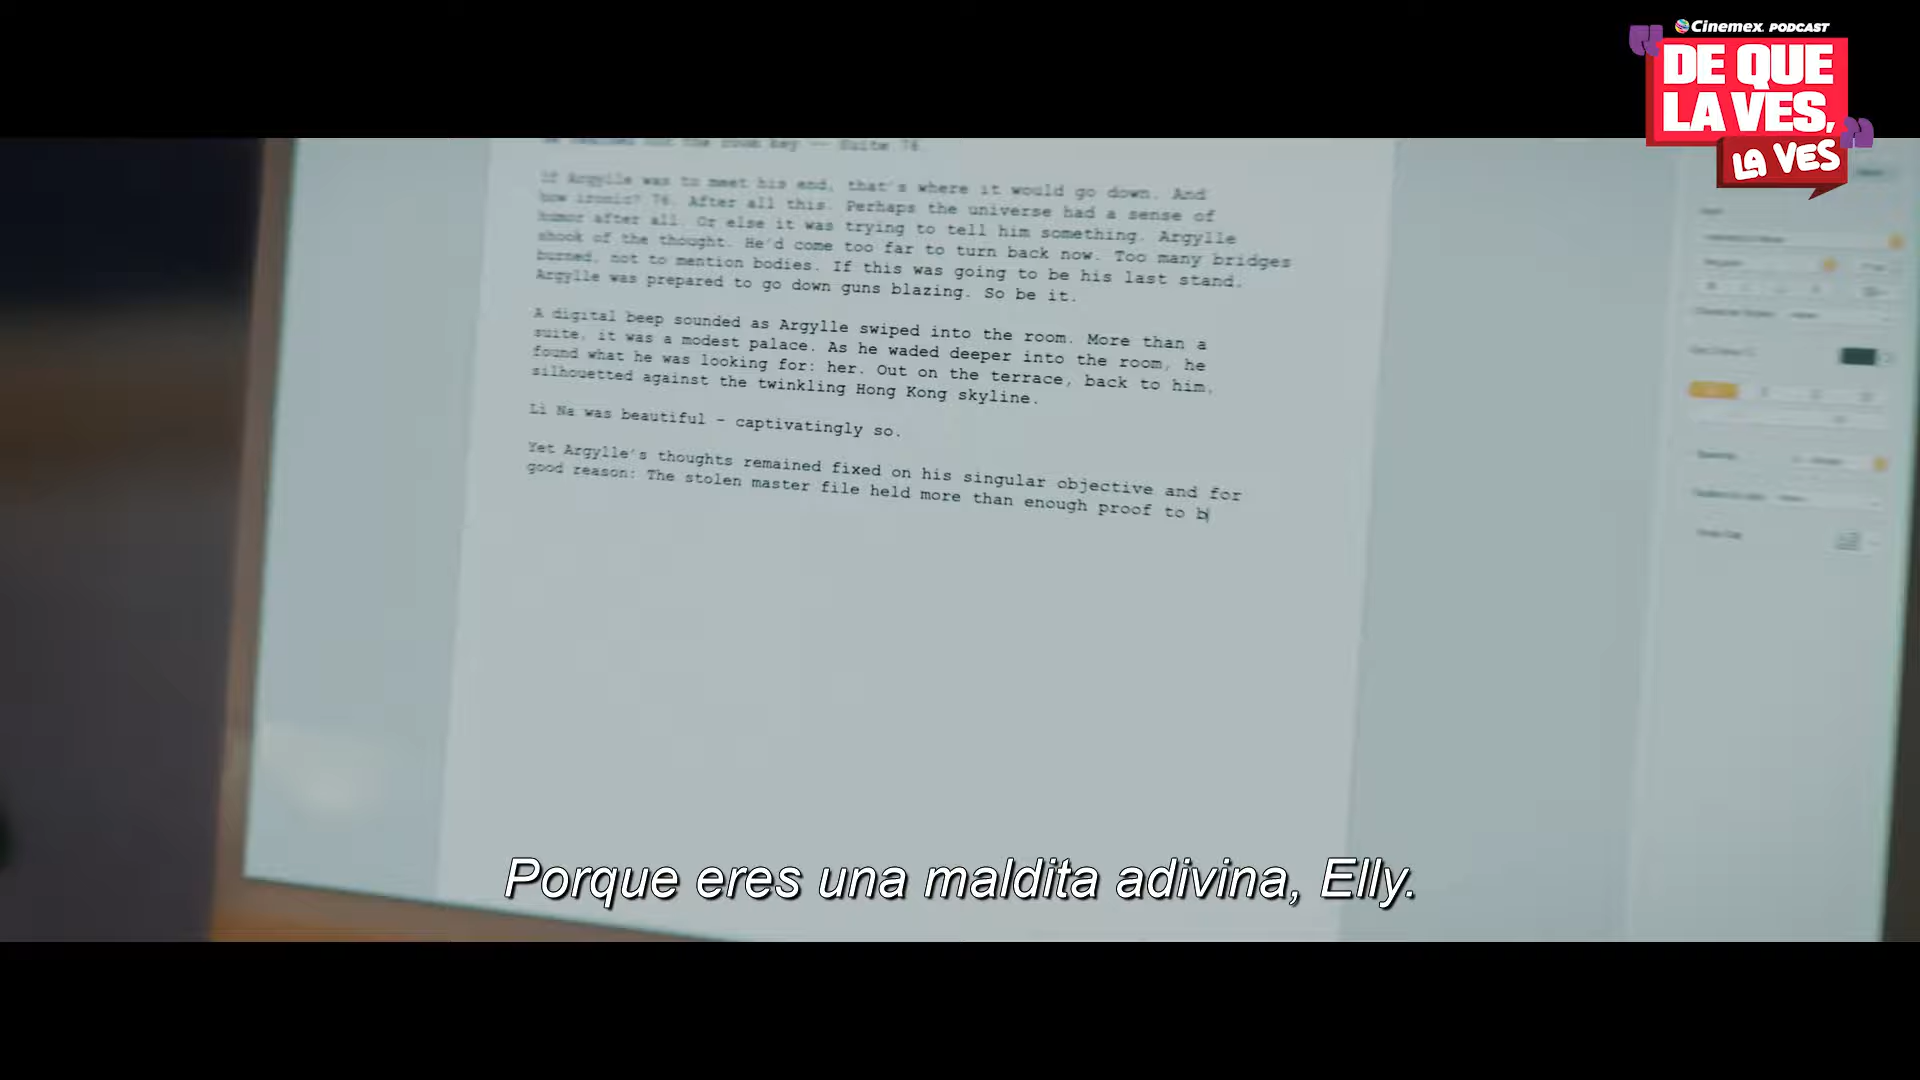 Cinemex PODCAST
DE QUE
LA VES,
LA VES
the room key -- Suite 76.
If Argylle was to meet his end, that's where it would go down. And
how ironic? 76. After all this. Perhaps the universe had a sense of
humor after all. Or else it was trying to tell him something. Argylle
shook of the thought. He'd come too far to turn back now. Too many bridges
burned, not to mention bodies. If this was going to be his last stand,
Argylle was prepared to go down guns blazing. So be it.
A digital beep sounded as Argylle swiped into the room. More than a
suite, it was a modest palace. As he waded deeper into the room, he
found what he was looking for: her. Out on the terrace, back to him,
silhouetted against the twinkling Hong Kong skyline.
Li Na was beautiful - captivatingly so.
Yet Argylle's thoughts remained fixed on his singular objective and for
good reason: The stolen master file held more than enough proof to b
Porque eres una maldita adivina, Elly.